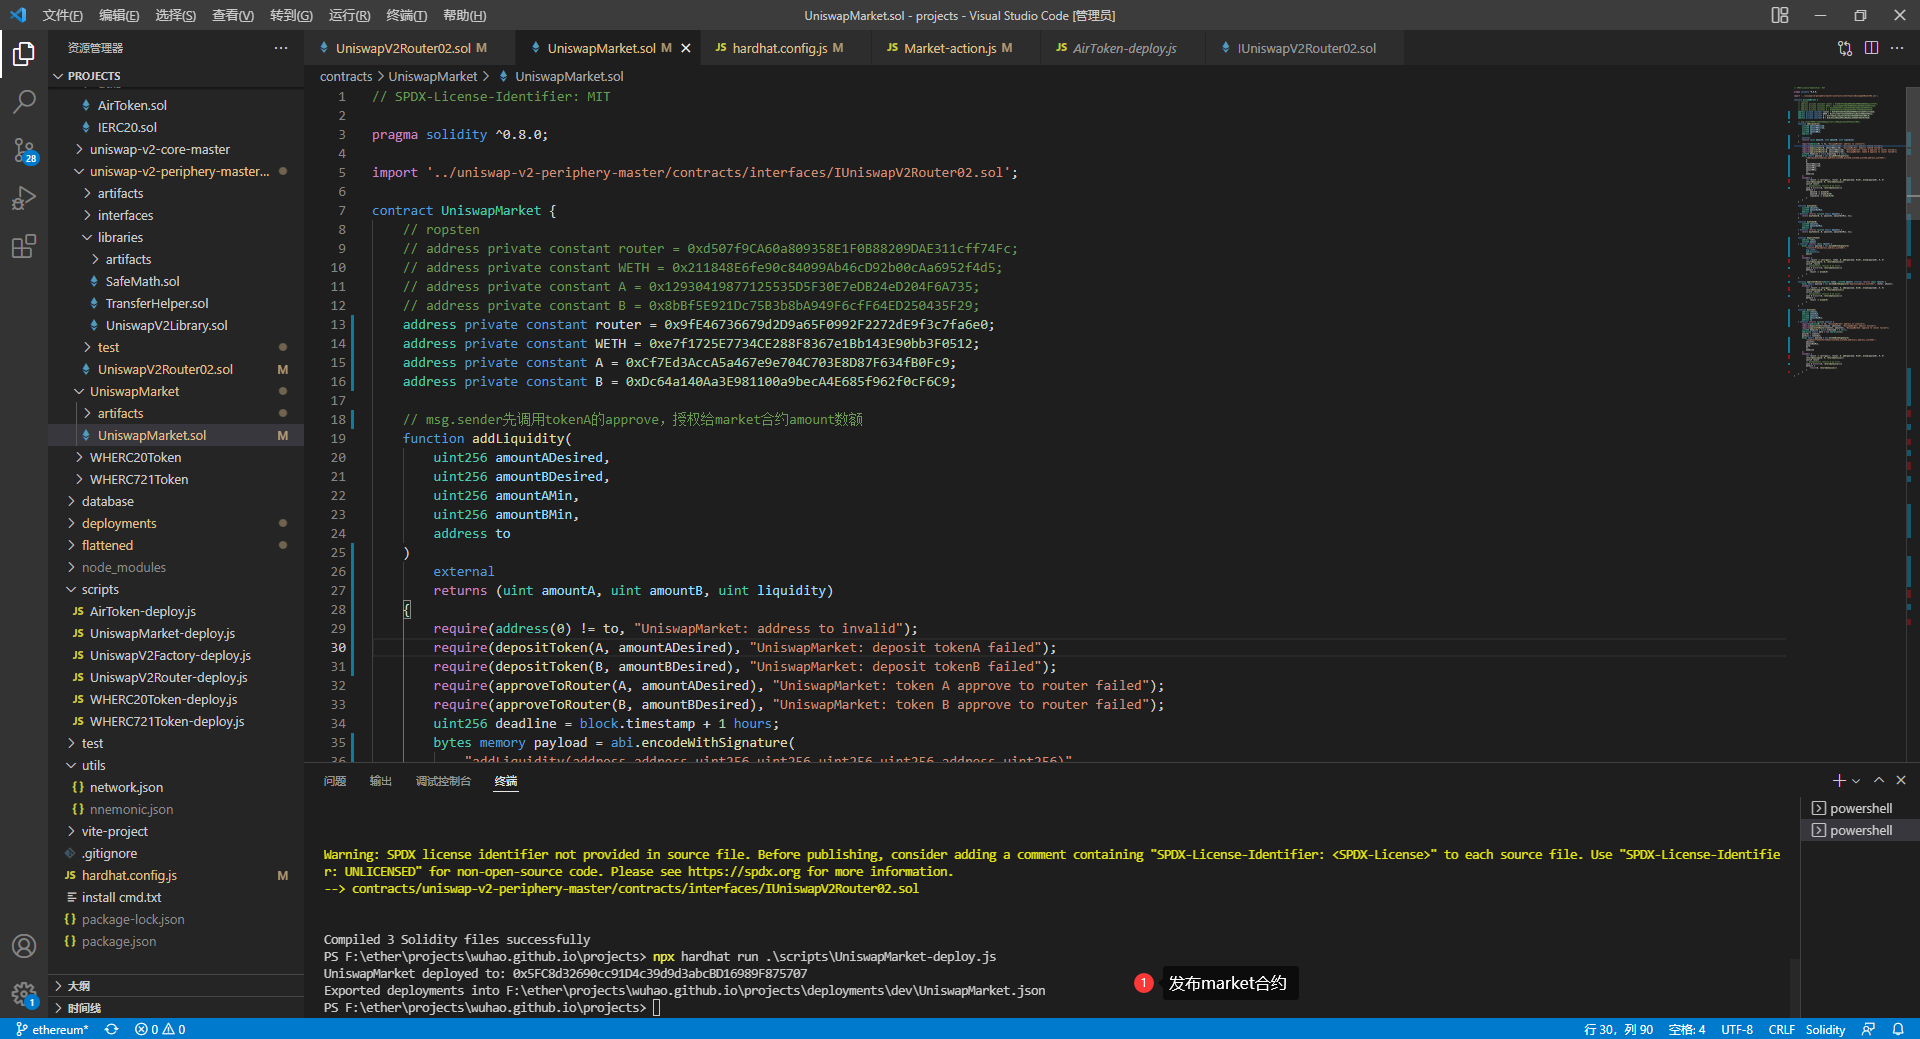 文件(F) 编辑(E) 选择(S) 查看(V) 转到(G) 运行(R) 终端(T) 帮助(H)
UniswapMarket.sol - projects - Visual Studio Code [管理员]
资源管理器
PROJECTS
AirToken.sol
IERC20.sol
uniswap-v2-core-master
uniswap-v2-periphery-master...
artifacts
interfaces
libraries
artifacts
SafeMath.sol
TransferHelper.sol
UniswapV2Library.sol
test
UniswapV2Router02.sol M
UniswapMarket
artifacts
UniswapMarket.sol M
WHERC20Token
WHERC721Token
database
deployments
flattened
node_modules
scripts
JS AirToken-deploy.js
JS UniswapMarket-deploy.js
JS UniswapV2Factory-deploy.js
JS UniswapV2Router-deploy.js
JS WHERC20Token-deploy.js
JS WHERC721Token-deploy.js
test
utils
{} network.json
{} nnemonic.json
vite-project
.gitignore
JS hardhat.config.js M
install cmd.txt
{} package-lock.json
{} package.json
大纲
时间线
28
1
UniswapV2Router02.sol M
UniswapMarket.sol M
JS hardhat.config.js M
JS Market-action.js M
JS AirToken-deploy.js
IUniswapV2Router02.sol
contracts > UniswapMarket > UniswapMarket.sol
1 // SPDX-License-Identifier: MIT
2
3 pragma solidity ^0.8.0;
4
5 import '../uniswap-v2-periphery-master/contracts/interfaces/IUniswapV2Router02.sol';
6
7 contract UniswapMarket {
8 // ropsten
9 // address private constant router = 0xd507f9CA60a809358E1F0B88209DAE311cff74Fc;
10 // address private constant WETH = 0x211848E6fe90c84099Ab46cD92b00cAa6952f4d5;
11 // address private constant A = 0x12930419877125535D5F30E7eDB24eD204F6A735;
12 // address private constant B = 0x8bBf5E921Dc75B3b8bA949F6cfF64ED250435F29;
13 address private constant router = 0x9fE46736679d2D9a65F0992F2272dE9f3c7fa6e0;
14 address private constant WETH = 0xe7f1725E7734CE288F8367e1Bb143E90bb3F0512;
15 address private constant A = 0xCf7Ed3AccA5a467e9e704C703E8D87F634fB0Fc9;
16 address private constant B = 0xDc64a140Aa3E981100a9becA4E685f962f0cF6C9;
17
18 // msg.sender先调用tokenA的approve，授权给market合约amount数额
19 function addLiquidity(
20 uint256 amountADesired,
21 uint256 amountBDesired,
22 uint256 amountAMin,
23 uint256 amountBMin,
24 address to
25 )
26 external
27 returns (uint amountA, uint amountB, uint liquidity)
28 {
29 require(address(0) != to, "UniswapMarket: address to invalid");
30 require(depositToken(A, amountADesired), "UniswapMarket: deposit tokenA failed");
31 require(depositToken(B, amountBDesired), "UniswapMarket: deposit tokenB failed");
32 require(approveToRouter(A, amountADesired), "UniswapMarket: token A approve to router failed");
33 require(approveToRouter(B, amountBDesired), "UniswapMarket: token B approve to router failed");
34 uint256 deadline = block.timestamp + 1 hours;
35 bytes memory payload = abi.encodeWithSignature(
36 "addLiquidity(address,address,uint256,uint256,uint256,uint256,address,uint256)"
问题 输出 调试控制台 终端
powershell
powershell
Warning: SPDX license identifier not provided in source file. Before publishing, consider adding a comment containing "SPDX-License-Identifier: <SPDX-License>" to each source file. Use "SPDX-License-Identifie
r: UNLICENSED" for non-open-source code. Please see https://spdx.org for more information.
--> contracts/uniswap-v2-periphery-master/contracts/interfaces/IUniswapV2Router02.sol
Compiled 3 Solidity files successfully
PS F:\ether\projects\wuhao.github.io\projects> npx hardhat run .\scripts\UniswapMarket-deploy.js
UniswapMarket deployed to: 0x5FC8d32690cc91D4c39d9d3abcBD16989F875707
Exported deployments into F:\ether\projects\wuhao.github.io\projects\deployments\dev\UniswapMarket.json
PS F:\ether\projects\wuhao.github.io\projects>
1 发布market合约
ethereum* 0 0
行 30，列 90 空格: 4 UTF-8 CRLF Solidity